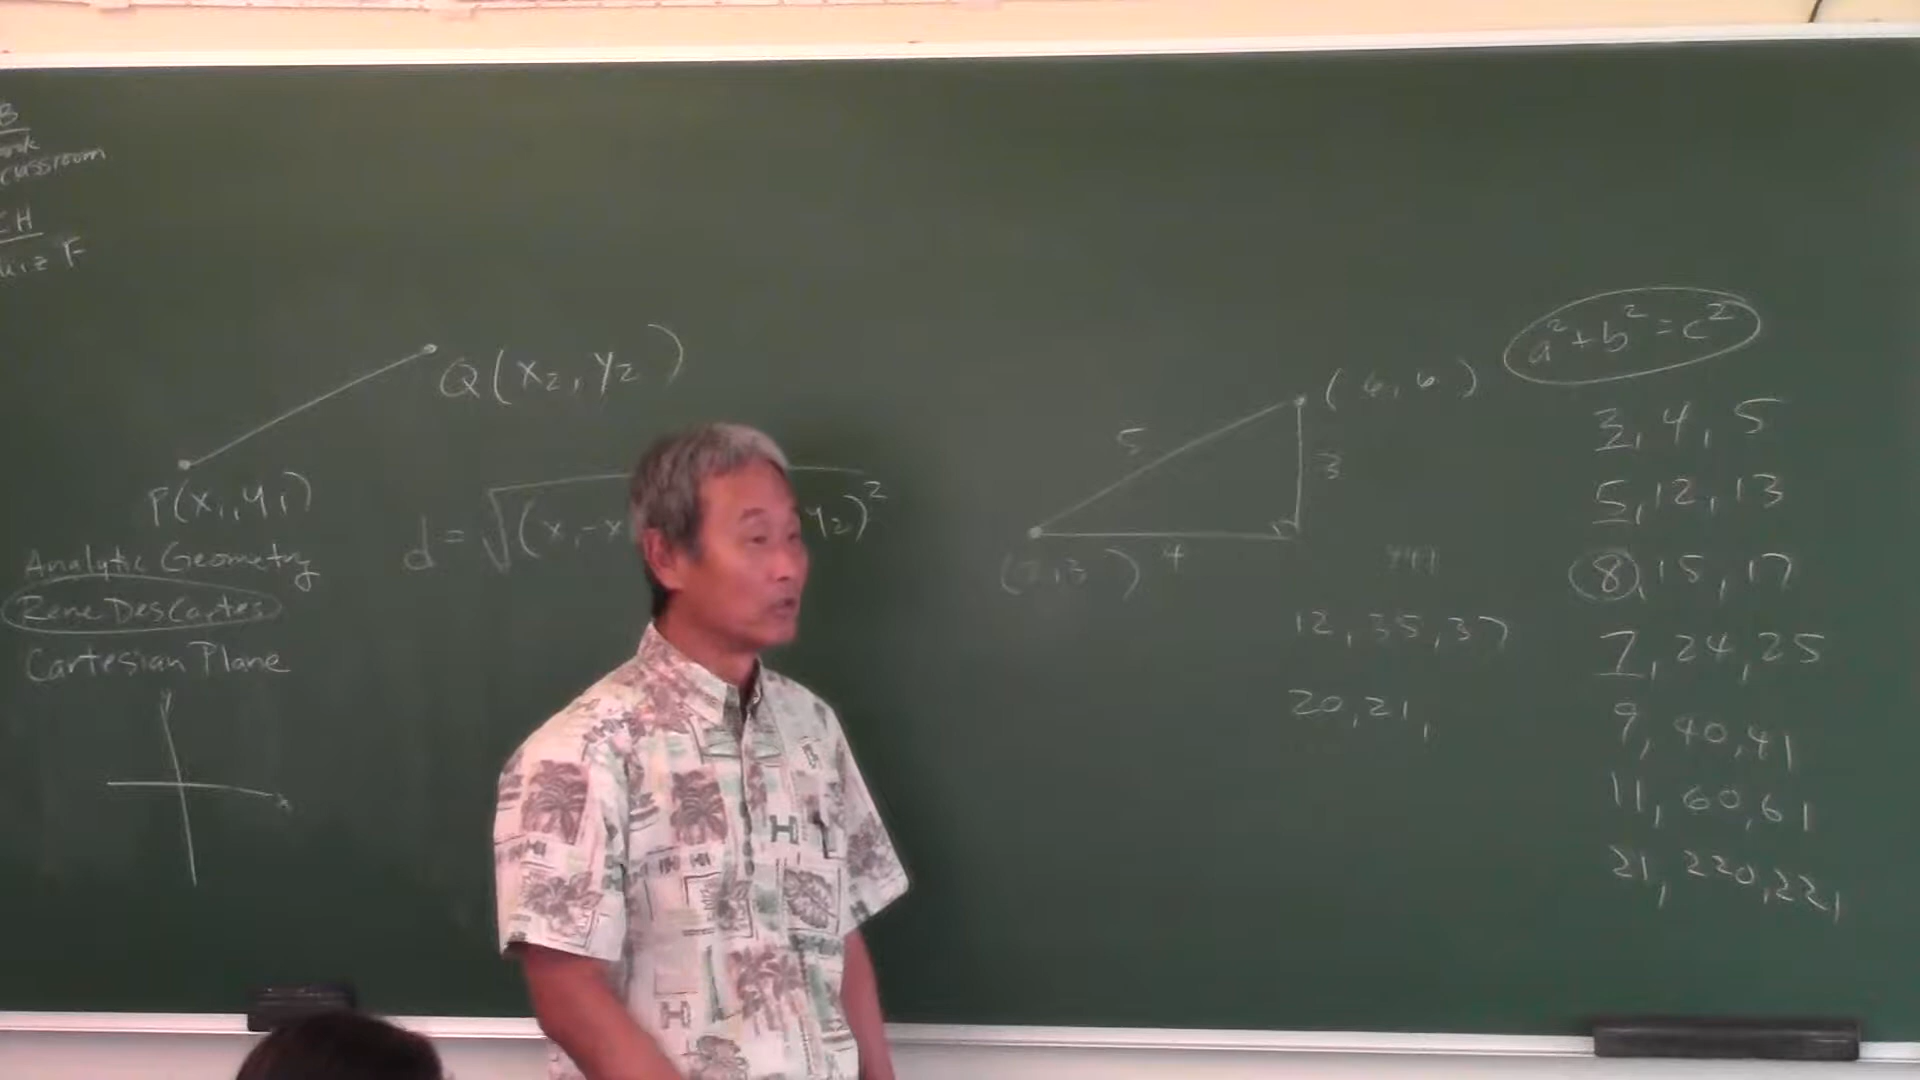 B
classroom
F
Q(x₂, y₂)
P(x₁, y₁)
Analytic Geometry
Rene DesCartes
Cartesian Plane
y
x
d = √(x₁-x y₂)²
(6, 6)
5
3
4
(2, 3)
12, 35, 37
20, 21,
a² + b² = c²
3, 4, 5
5, 12, 13
8, 15, 17
7, 24, 25
9, 40, 41
11, 60, 61
21, 220, 221